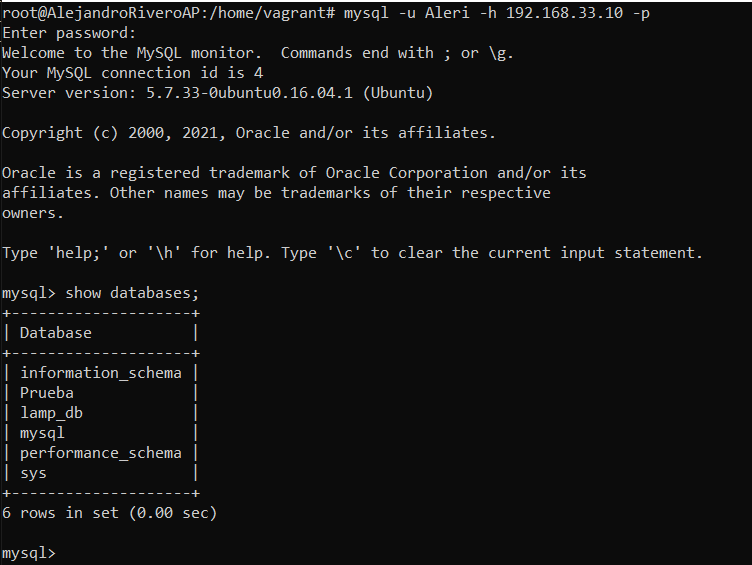 root@AlejandroRiveroAP:/home/vagrant# mysql -u Aleri -h 192.168.33.10 -p
Enter password:
Welcome to the MySQL monitor.  Commands end with ; or \g.
Your MySQL connection id is 4
Server version: 5.7.33-0ubuntu0.16.04.1 (Ubuntu)

Copyright (c) 2000, 2021, Oracle and/or its affiliates.

Oracle is a registered trademark of Oracle Corporation and/or its
affiliates. Other names may be trademarks of their respective
owners.

Type 'help;' or '\h' for help. Type '\c' to clear the current input statement.

mysql> show databases;
+--------------------+
| Database           |
+--------------------+
| information_schema |
| Prueba             |
| lamp_db            |
| mysql              |
| performance_schema |
| sys                |
+--------------------+
6 rows in set (0.00 sec)

mysql>